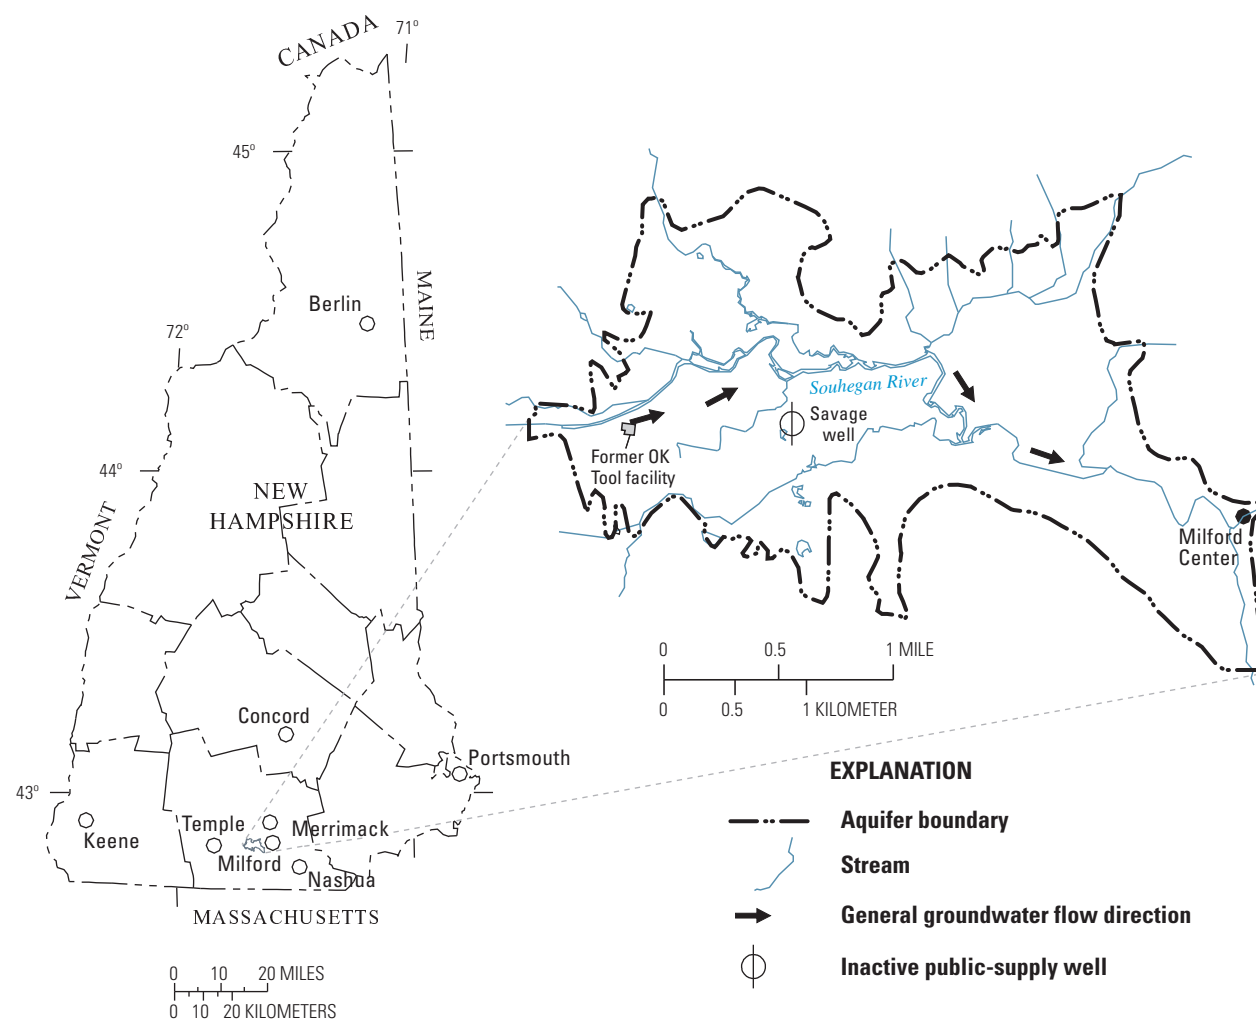 CANADA
71º
45º
MAINE
Berlin
72º
Souhegan River
Savage
well
Former OK
Tool facility
44º
NEW
HAMPSHIRE
VERMONT
Milford
Center
0 0.5 1 MILE
0 0.5 1 KILOMETER
Concord
Portsmouth
43º
Keene
Temple
Merrimack
Milford
Nashua
MASSACHUSETTS
0 10 20 MILES
0 10 20 KILOMETERS
EXPLANATION
Aquifer boundary
Stream
General groundwater flow direction
Inactive public-supply well